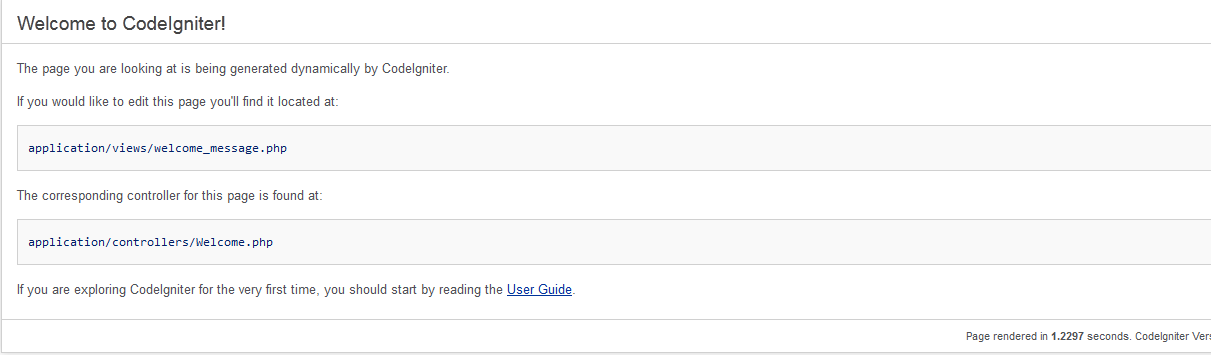 Welcome to CodeIgniter!
The page you are looking at is being generated dynamically by CodeIgniter.
If you would like to edit this page you'll find it located at:
application/views/welcome_message.php
The corresponding controller for this page is found at:
application/controllers/Welcome.php
If you are exploring CodeIgniter for the very first time, you should start by reading the User Guide.
Page rendered in 1.2297 seconds. CodeIgniter Vers